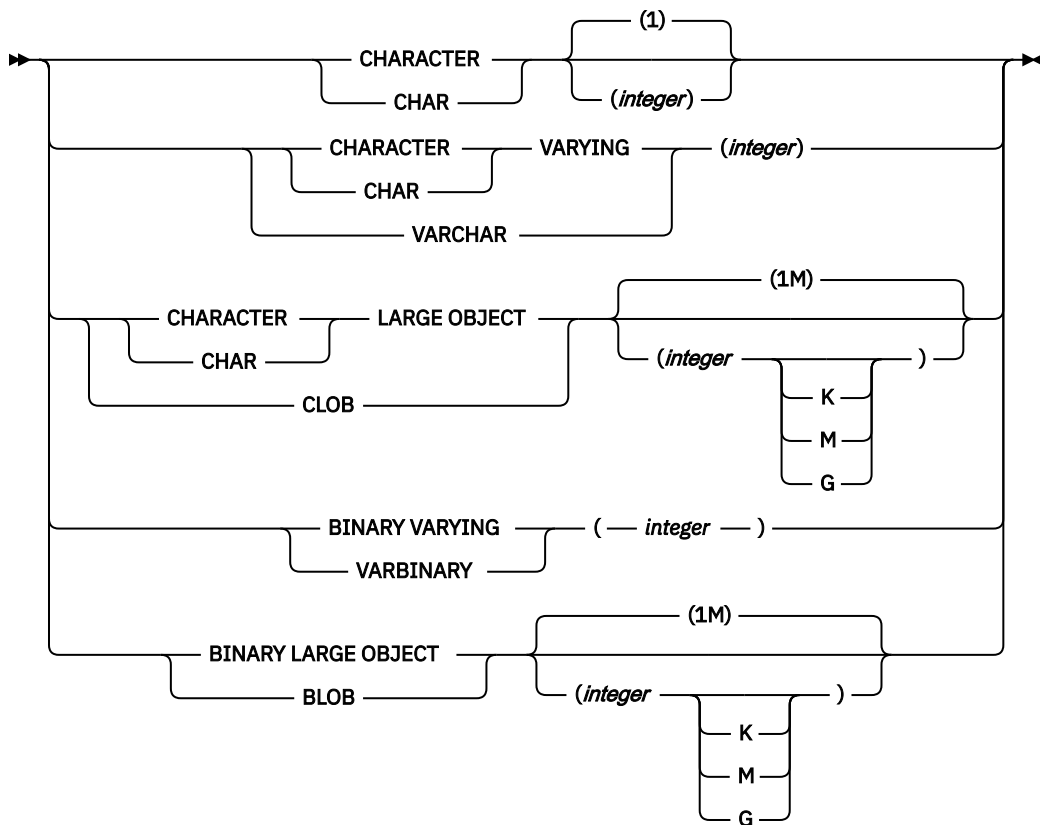 (1)
CHARACTER
CHAR (integer)
CHARACTER VARYING (integer)
CHAR
VARCHAR
(1M)
CHARACTER LARGE OBJECT
CHAR (integer )
CLOB K
M
G
BINARY VARYING ( integer )
VARBINARY
(1M)
BINARY LARGE OBJECT
BLOB (integer )
K
M
G